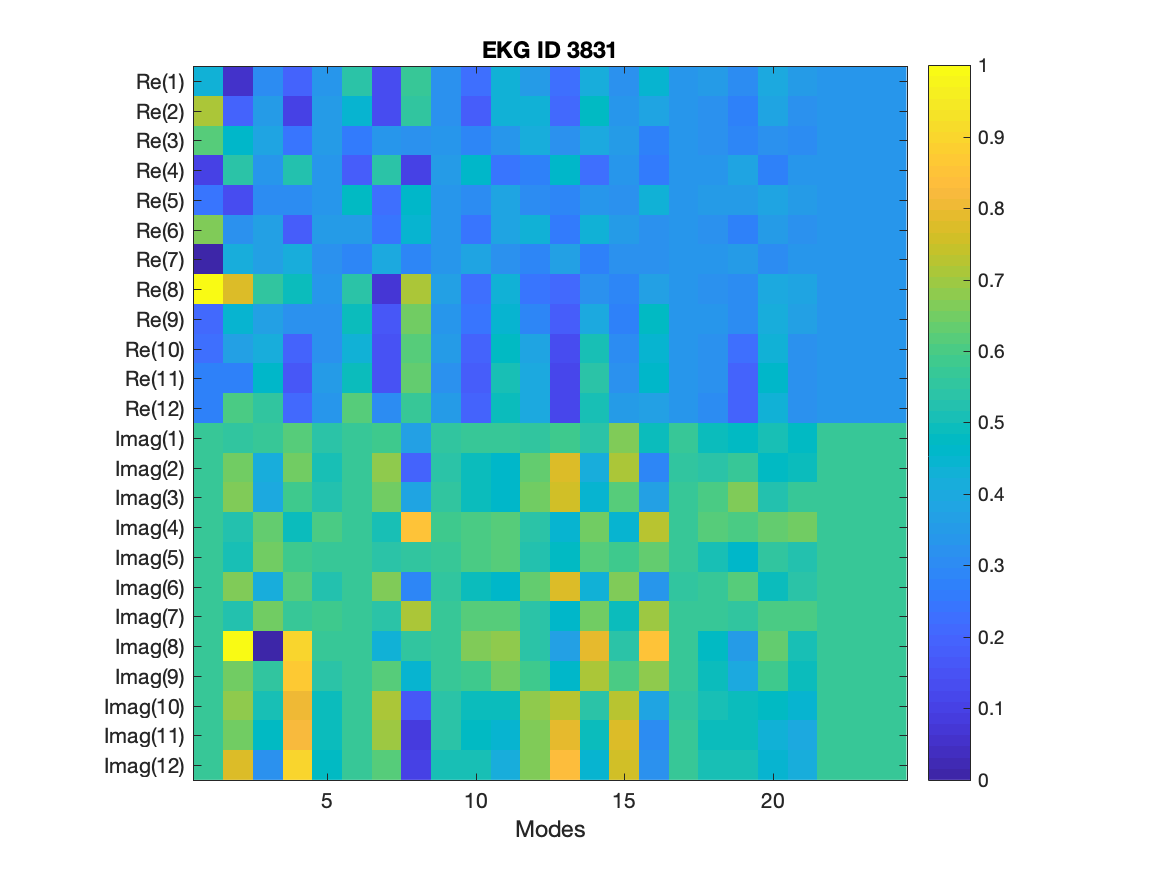 EKG ID 3831
Re(1)
Re(2)
Re(3)
Re(4)
Re(5)
Re(6)
Re(7)
Re(8)
Re(9)
Re(10)
Re(11)
Re(12)
Imag(1)
Imag(2)
Imag(3)
Imag(4)
Imag(5)
Imag(6)
Imag(7)
Imag(8)
Imag(9)
Imag(10)
Imag(11)
Imag(12)
5 10 15 20
Modes
1
0.9
0.8
0.7
0.6
0.5
0.4
0.3
0.2
0.1
0